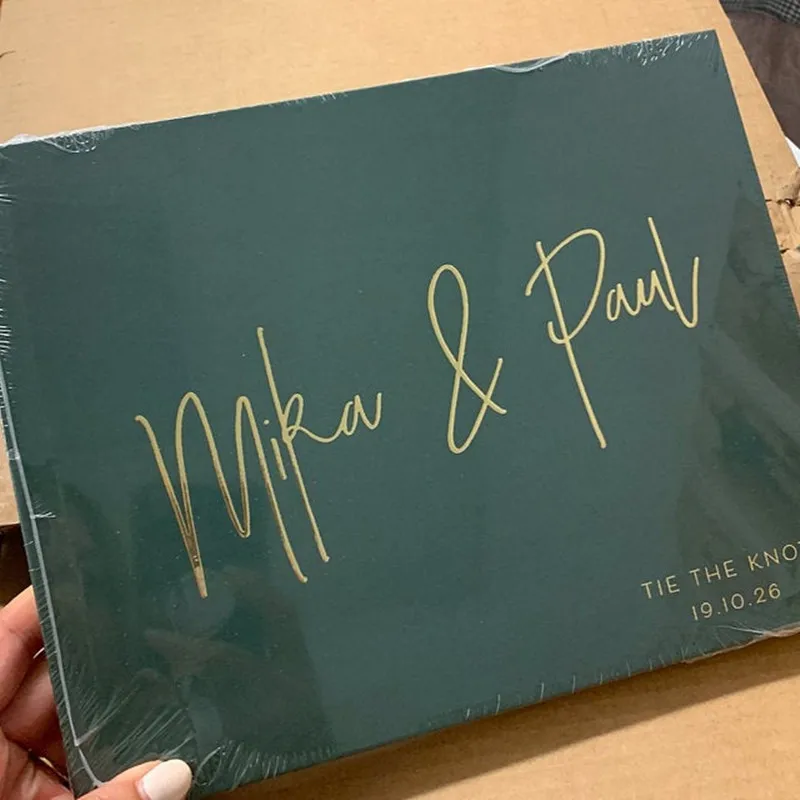 Mika & Paul
TIE THE KNOT
19.10.26